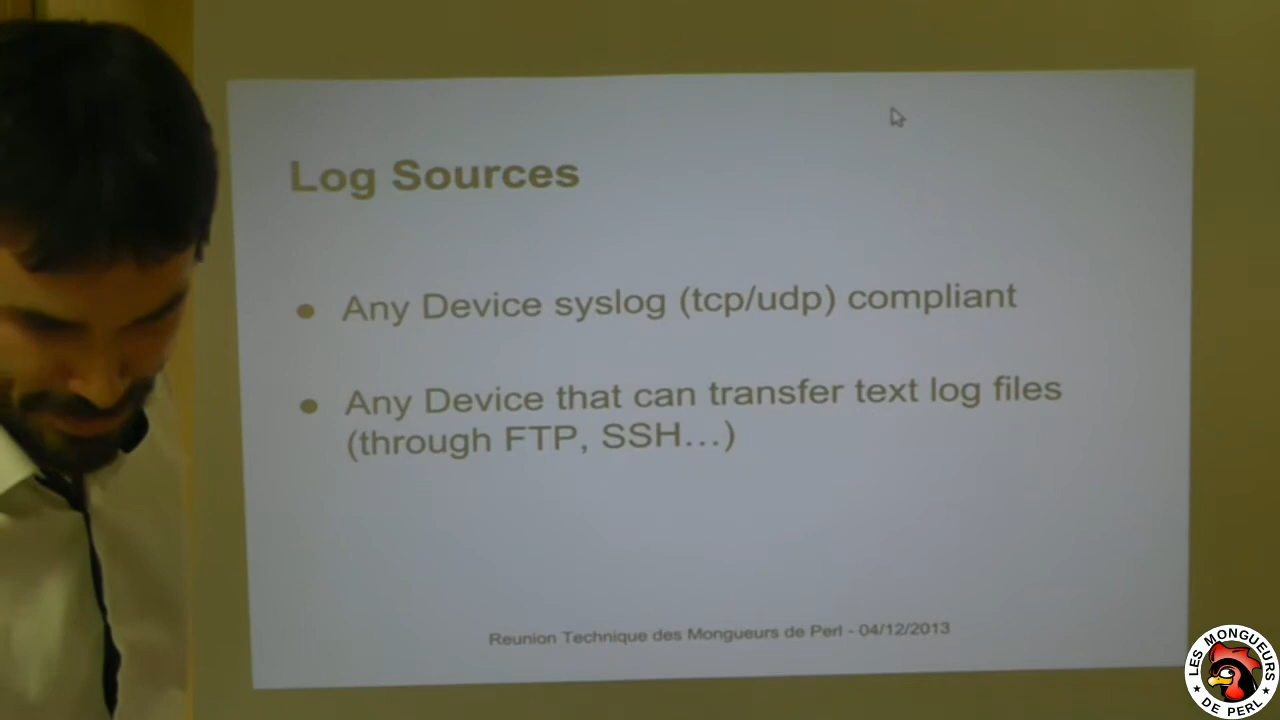 Log Sources
● Any Device syslog (tcp/udp) compliant
● Any Device that can transfer text log files
(through FTP, SSH…)
Reunion Technique des Mongueurs de Perl - 04/12/2013
LES MONGUEURS
★ DE PERL ★